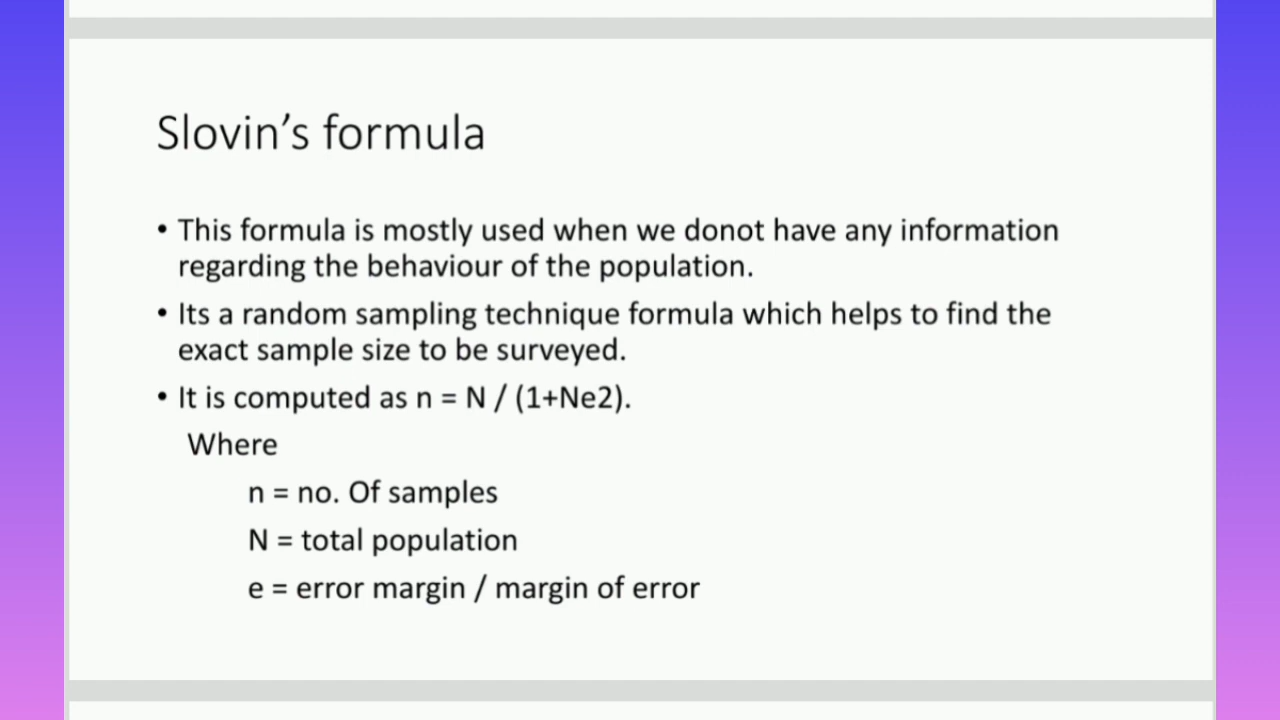 Slovin’s formula
• This formula is mostly used when we donot have any information
regarding the behaviour of the population.
• Its a random sampling technique formula which helps to find the
exact sample size to be surveyed.
• It is computed as n = N / (1+Ne2).
Where
n = no. Of samples
N = total population
e = error margin / margin of error